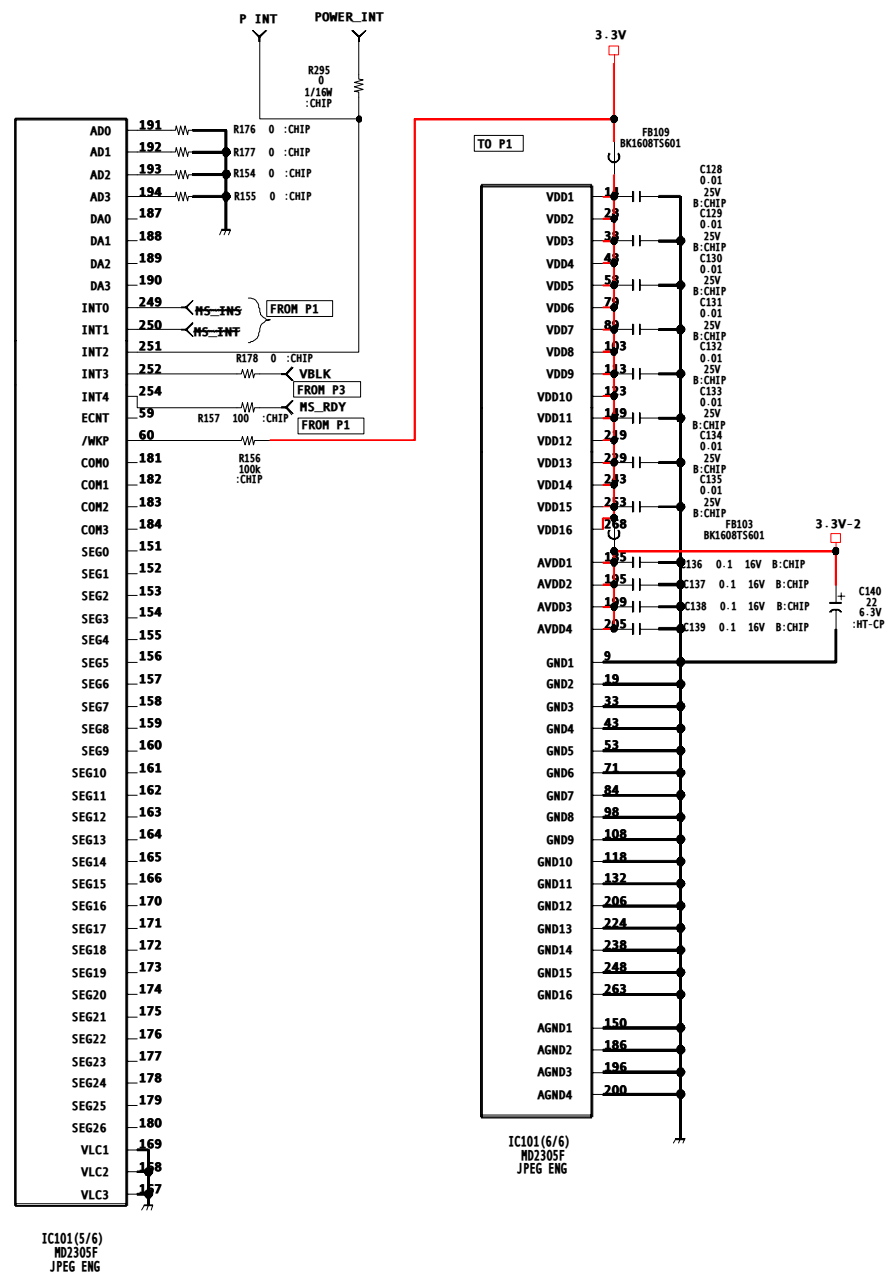 P INT
POWER_INT
R295
0
1/16W
:CHIP
AD0 191 R176 0 :CHIP
AD1 192 R177 0 :CHIP
AD2 193 R154 0 :CHIP
AD3 194 R155 0 :CHIP
DA0 187
DA1 188
DA2 189
DA3 190
INT0 249 MS_INS
FROM P1
INT1 250 MS_INT
INT2 251
R178 0 :CHIP
INT3 252 VBLK
FROM P3
INT4 254 MS_RDY
R157 100 :CHIP
FROM P1
ECNT 59
/WKP 60
R156
100k
:CHIP
COM0 181
COM1 182
COM2 183
COM3 184
SEG0 151
SEG1 152
SEG2 153
SEG3 154
SEG4 155
SEG5 156
SEG6 157
SEG7 158
SEG8 159
SEG9 160
SEG10 161
SEG11 162
SEG12 163
SEG13 164
SEG14 165
SEG15 166
SEG16 170
SEG17 171
SEG18 172
SEG19 173
SEG20 174
SEG21 175
SEG22 176
SEG23 177
SEG24 178
SEG25 179
SEG26 180
VLC1 169
VLC2 168
VLC3 167
IC101(5/6)
MD2305F
JPEG ENG
3.3V
TO P1
FB109
BK1608TS601
VDD1 14
VDD2 28
VDD3 38
VDD4 48
VDD5 58
VDD6 79
VDD7 89
VDD8 103
VDD9 113
VDD10 123
VDD11 149
VDD12 219
VDD13 229
VDD14 243
VDD15 253
VDD16 268
C128
0.01
25V
B:CHIP
C129
0.01
25V
B:CHIP
C130
0.01
25V
B:CHIP
C131
0.01
25V
B:CHIP
C132
0.01
25V
B:CHIP
C133
0.01
25V
B:CHIP
C134
0.01
25V
B:CHIP
C135
0.01
25V
B:CHIP
FB103
BK1608TS601
3.3V-2
AVDD1 185 C136 0.1 16V B:CHIP
AVDD2 195 C137 0.1 16V B:CHIP
AVDD3 199 C138 0.1 16V B:CHIP
AVDD4 205 C139 0.1 16V B:CHIP
C140
22
6.3V
:HT-CP
+
GND1 9
GND2 19
GND3 33
GND4 43
GND5 53
GND6 71
GND7 84
GND8 98
GND9 108
GND10 118
GND11 132
GND12 206
GND13 224
GND14 238
GND15 248
GND16 263
AGND1 150
AGND2 186
AGND3 196
AGND4 200
IC101(6/6)
MD2305F
JPEG ENG